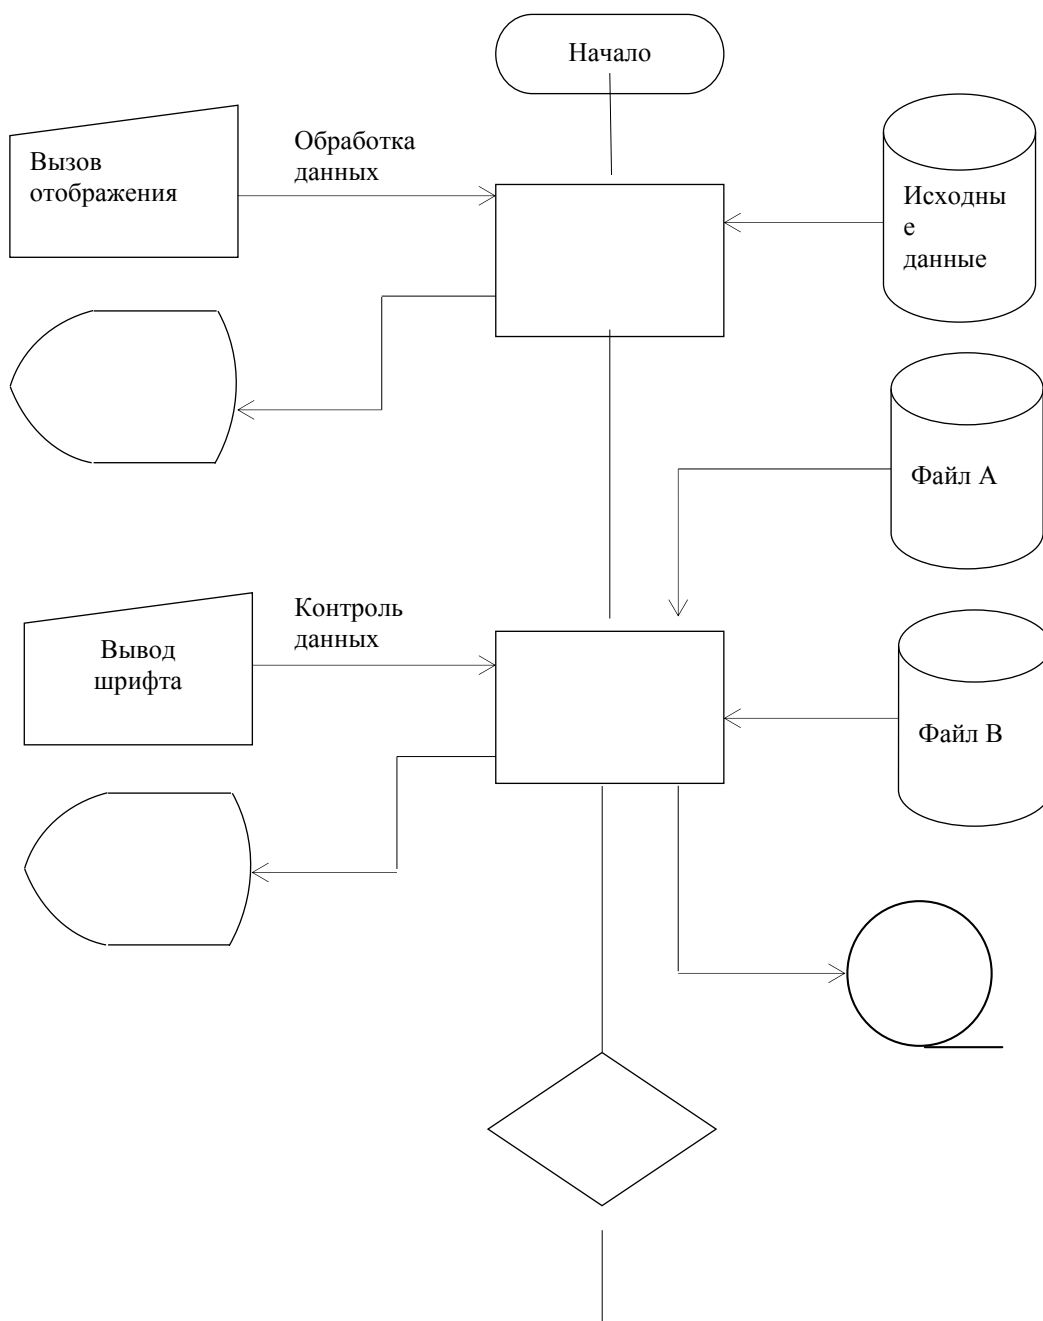 Начало
Вызов
отображения
Обработка
данных
Исходны
е
данные
Файл А
Вывод
шрифта
Контроль
данных
Файл В